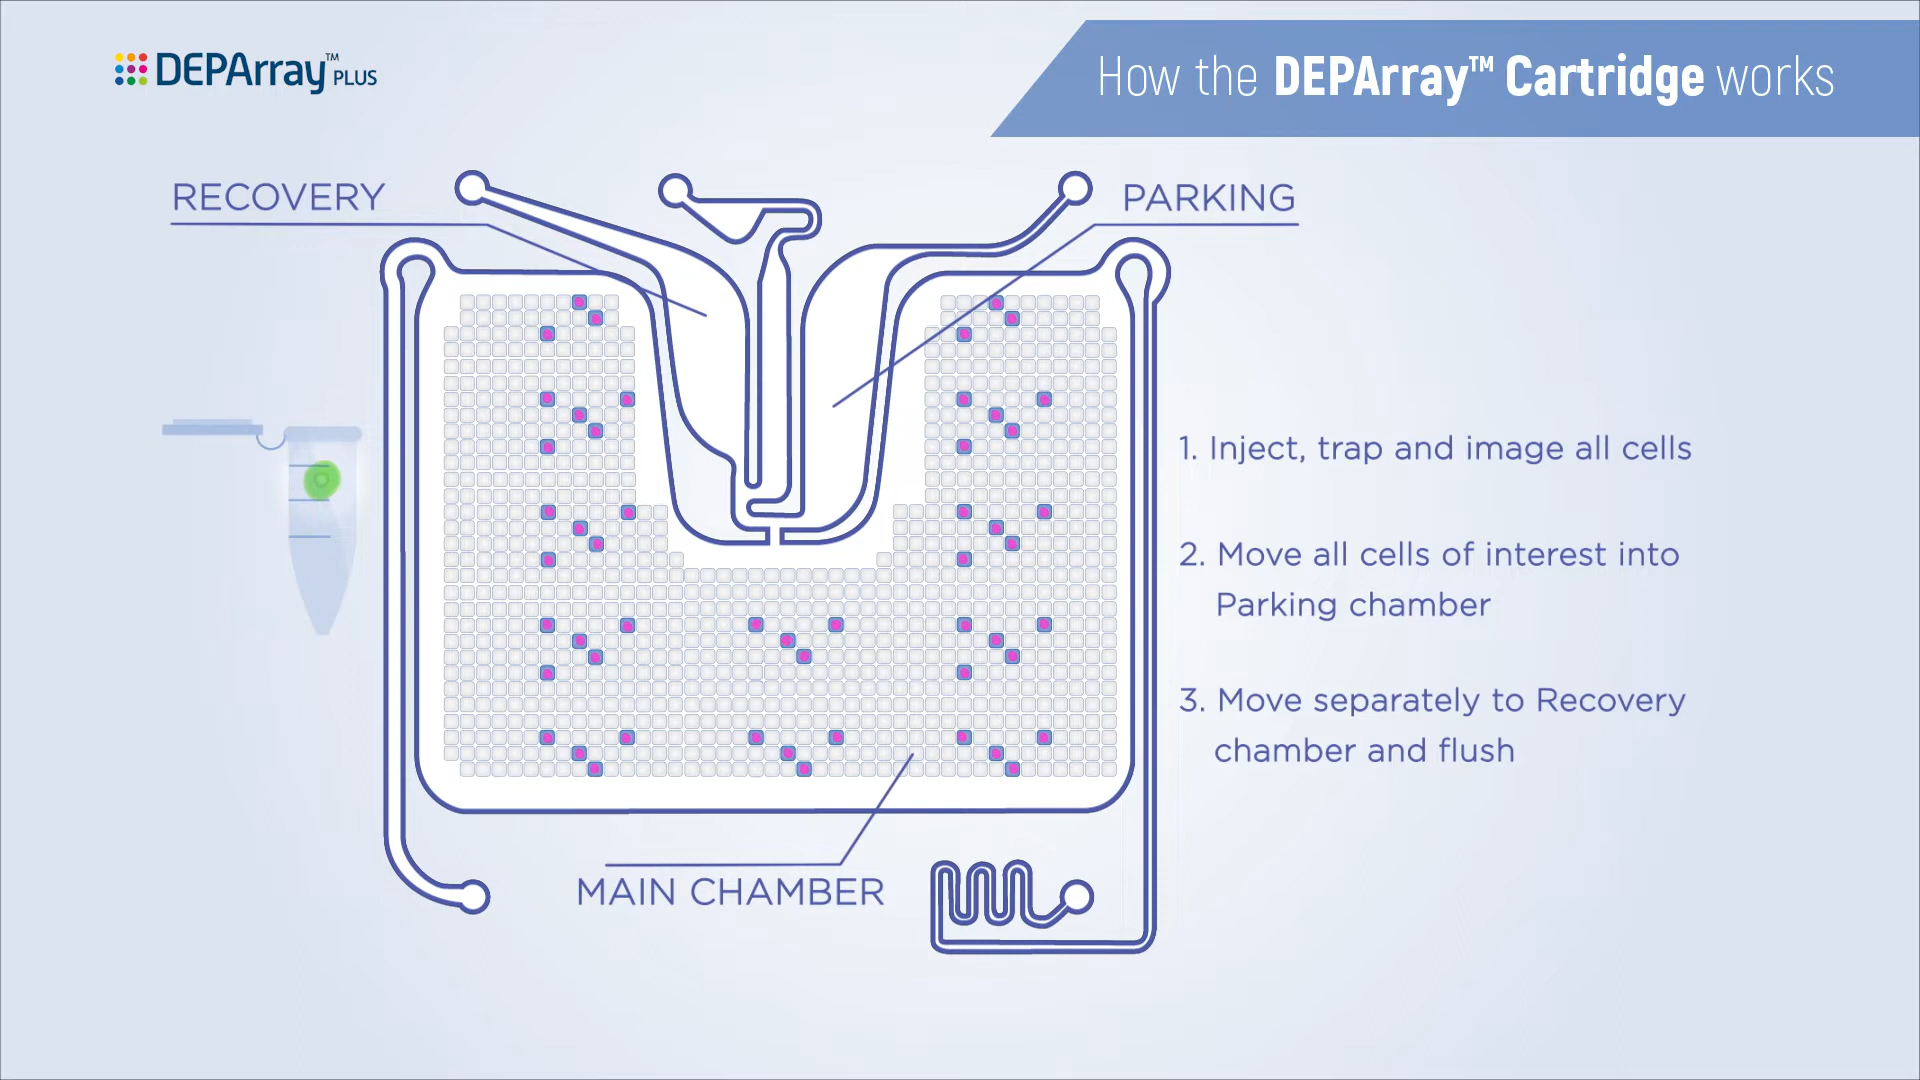 DEPArray™ PLUS
How the DEPArray™ Cartridge works
RECOVERY
PARKING
1. Inject, trap and image all cells
2. Move all cells of interest into
Parking chamber
3. Move separately to Recovery
chamber and flush
MAIN CHAMBER